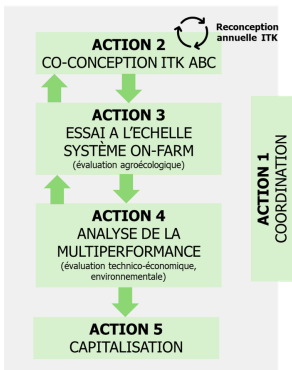 Reconception
annuelle ITK
ACTION 2
CO-CONCEPTION ITK ABC
ACTION 3
ESSAI A L'ECHELLE
SYSTÈME ON-FARM
(évaluation agroécologique)
ACTION 4
ANALYSE DE LA
MULTIPERFORMANCE
(évaluation technico-économique,
environnementale)
ACTION 5
CAPITALISATION
ACTION 1
COORDINATION